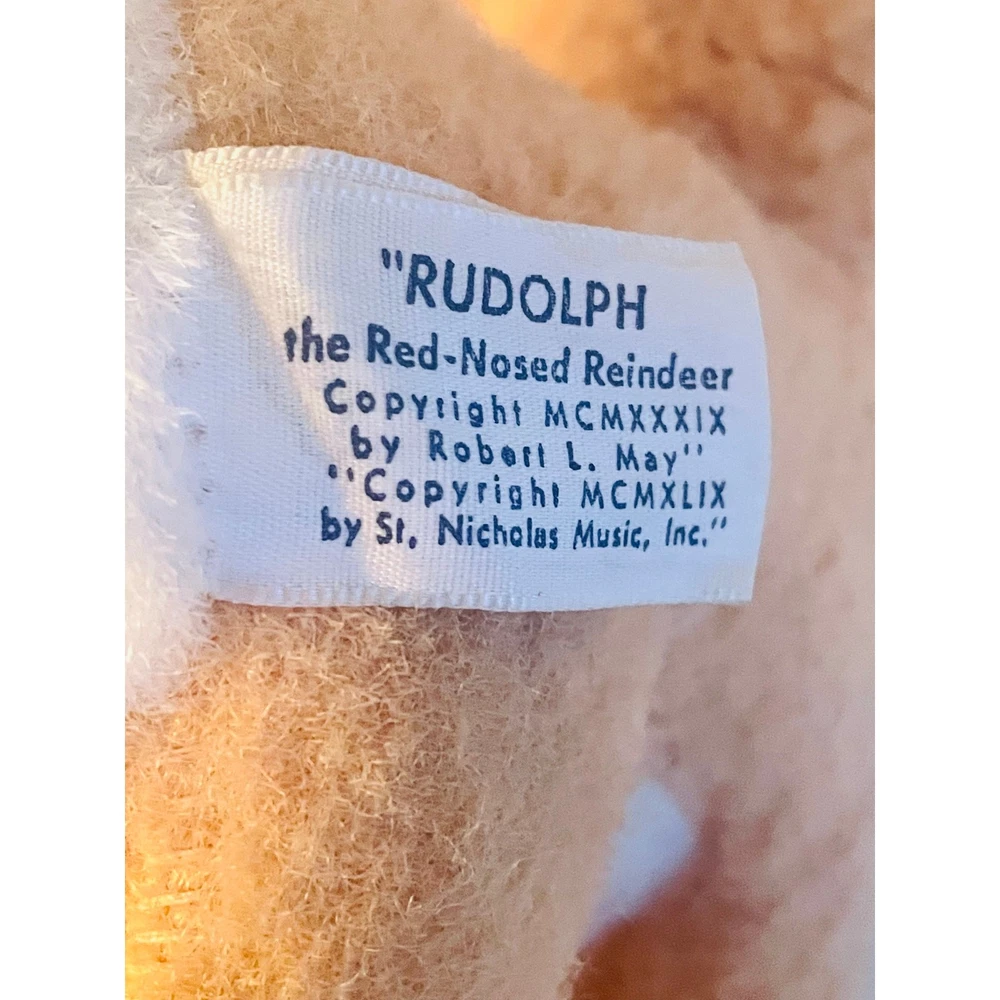 "RUDOLPH
the Red-Nosed Reindeer
Copyright MCMXXXIX
by Robert L. May"
"Copyright MCMXLIX
by St. Nicholas Music, Inc."